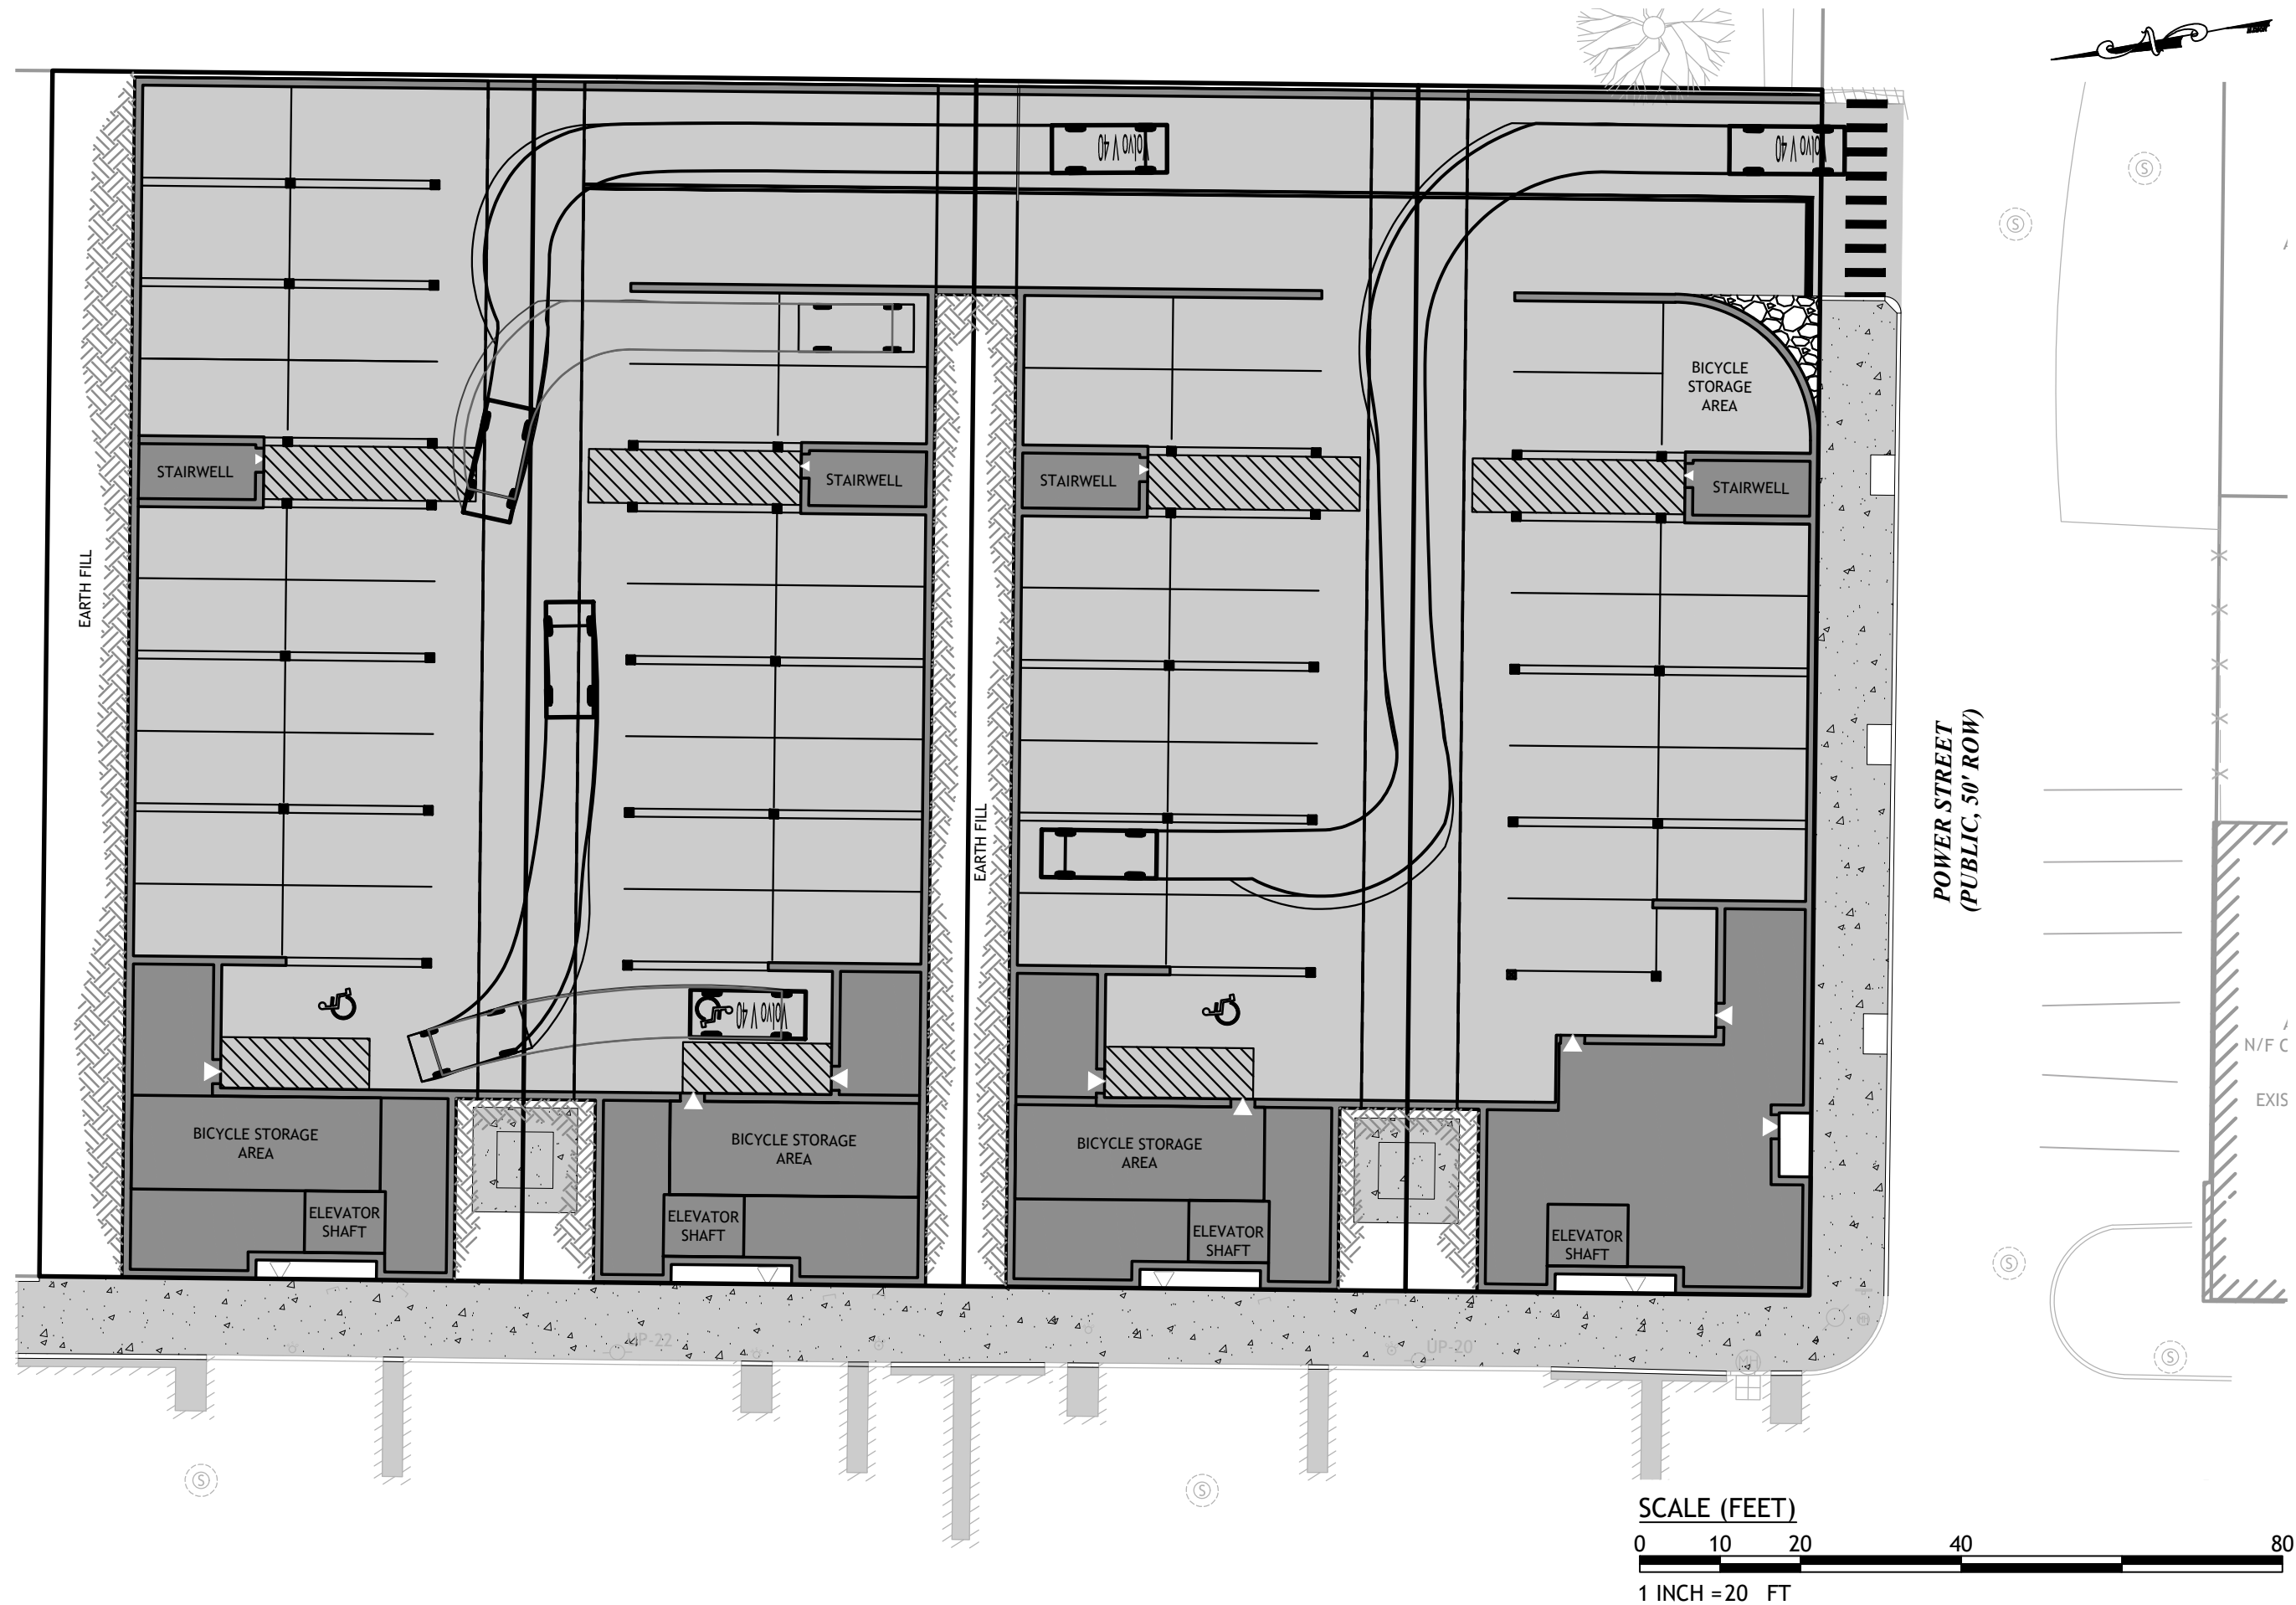 Volvo V 40
Volvo V 40
BICYCLE
STORAGE
AREA
STAIRWELL
STAIRWELL
STAIRWELL
STAIRWELL
EARTH FILL
EARTH FILL
POWER STREET
(PUBLIC, 50' ROW)
Volvo V 40
N/F C
EXIS
BICYCLE STORAGE
AREA
BICYCLE STORAGE
AREA
BICYCLE STORAGE
AREA
ELEVATOR
SHAFT
ELEVATOR
SHAFT
ELEVATOR
SHAFT
ELEVATOR
SHAFT
UP-22
UP-20
MH
S
S
S
S
S
S
SCALE (FEET)
0 10 20 40 80
1 INCH =20 FT